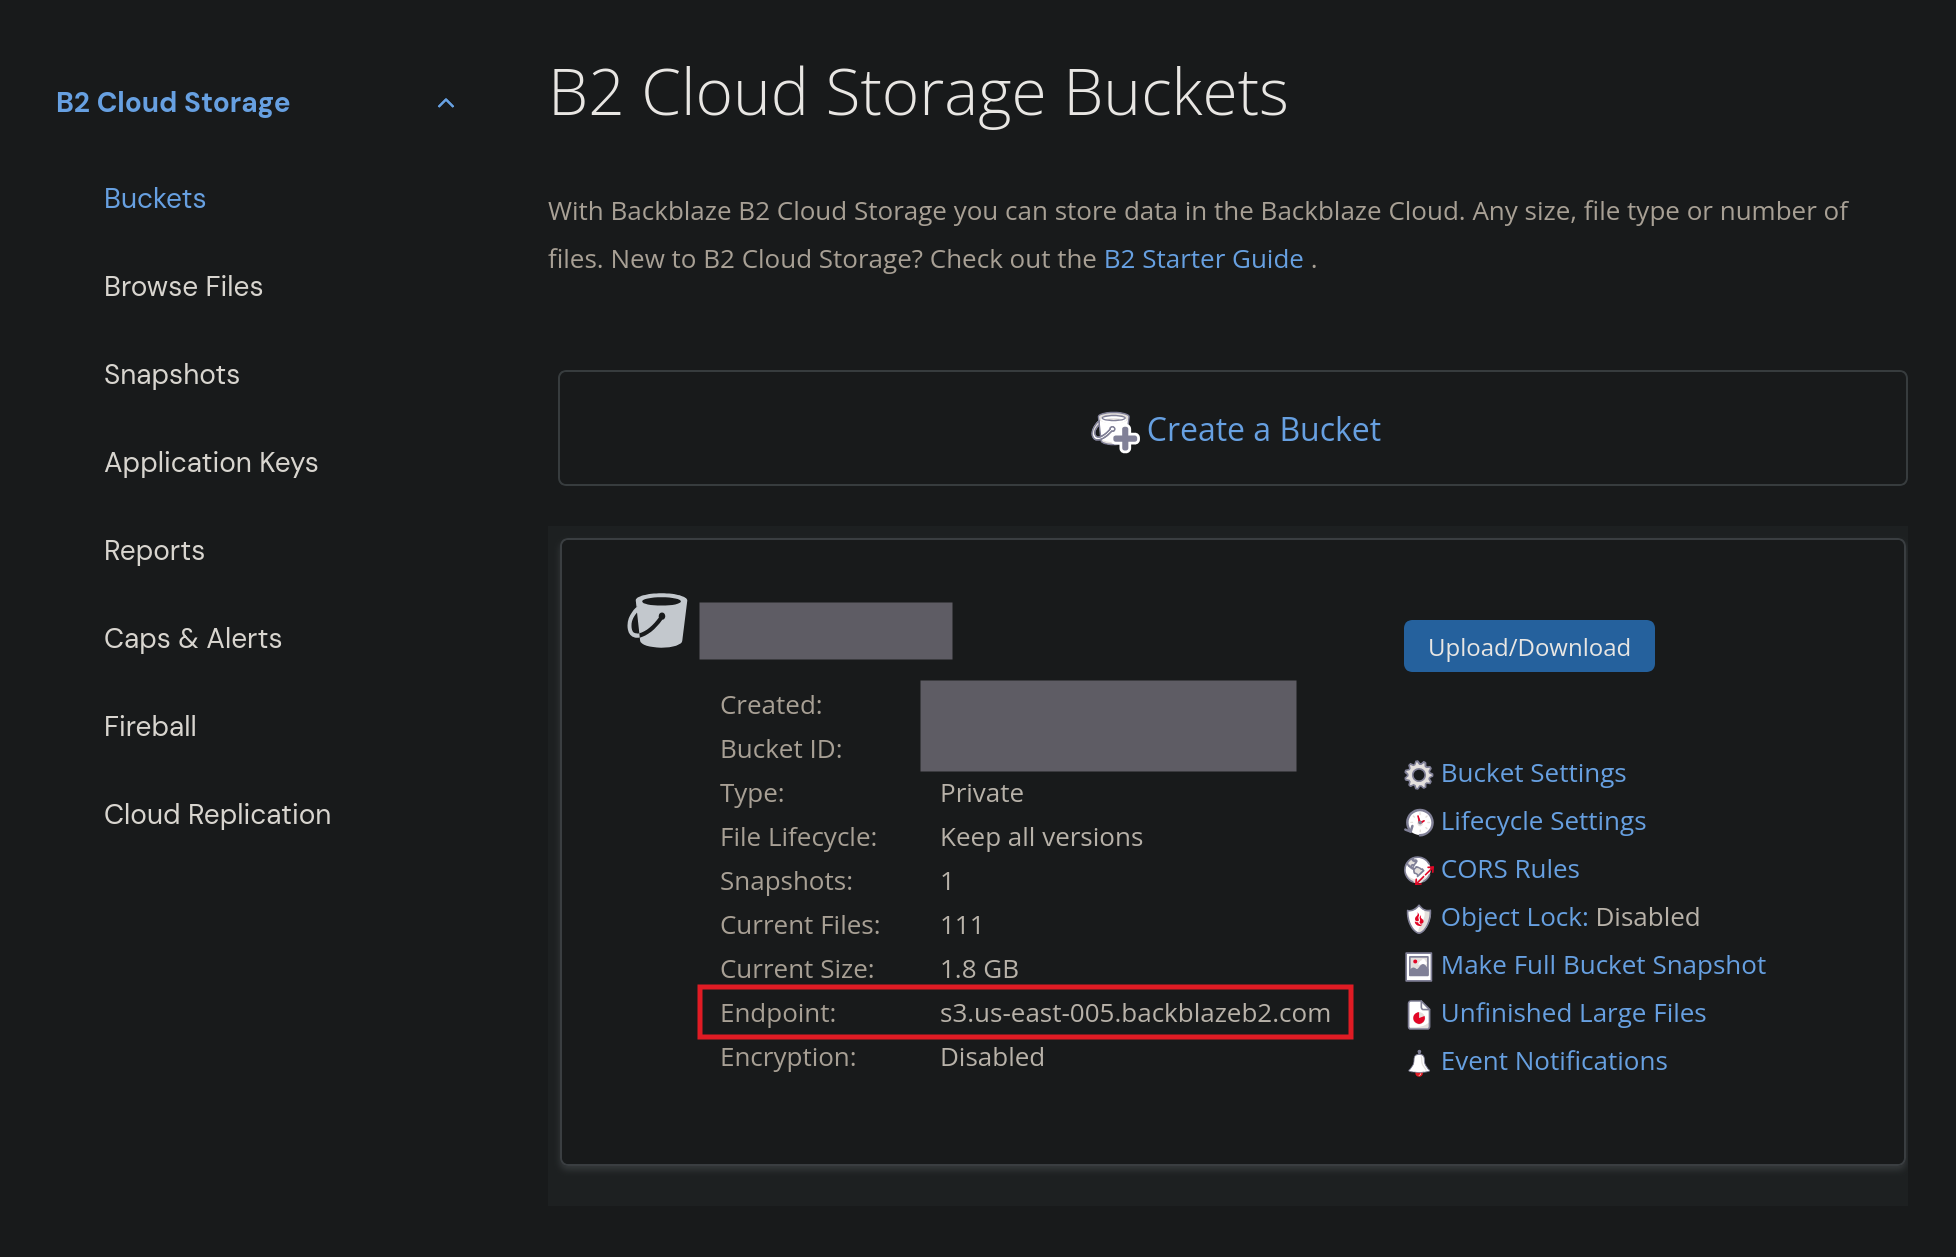 B2 Cloud Storage
Buckets
Browse Files
Snapshots
Application Keys
Reports
Caps & Alerts
Fireball
Cloud Replication
B2 Cloud Storage Buckets
With Backblaze B2 Cloud Storage you can store data in the Backblaze Cloud. Any size, file type or number of
files. New to B2 Cloud Storage? Check out the B2 Starter Guide .
Create a Bucket
Created:
Bucket ID:
Type: Private
File Lifecycle: Keep all versions
Snapshots: 1
Current Files: 111
Current Size: 1.8 GB
Endpoint: s3.us-east-005.backblazeb2.com
Encryption: Disabled
Upload/Download
Bucket Settings
Lifecycle Settings
CORS Rules
Object Lock: Disabled
Make Full Bucket Snapshot
Unfinished Large Files
Event Notifications